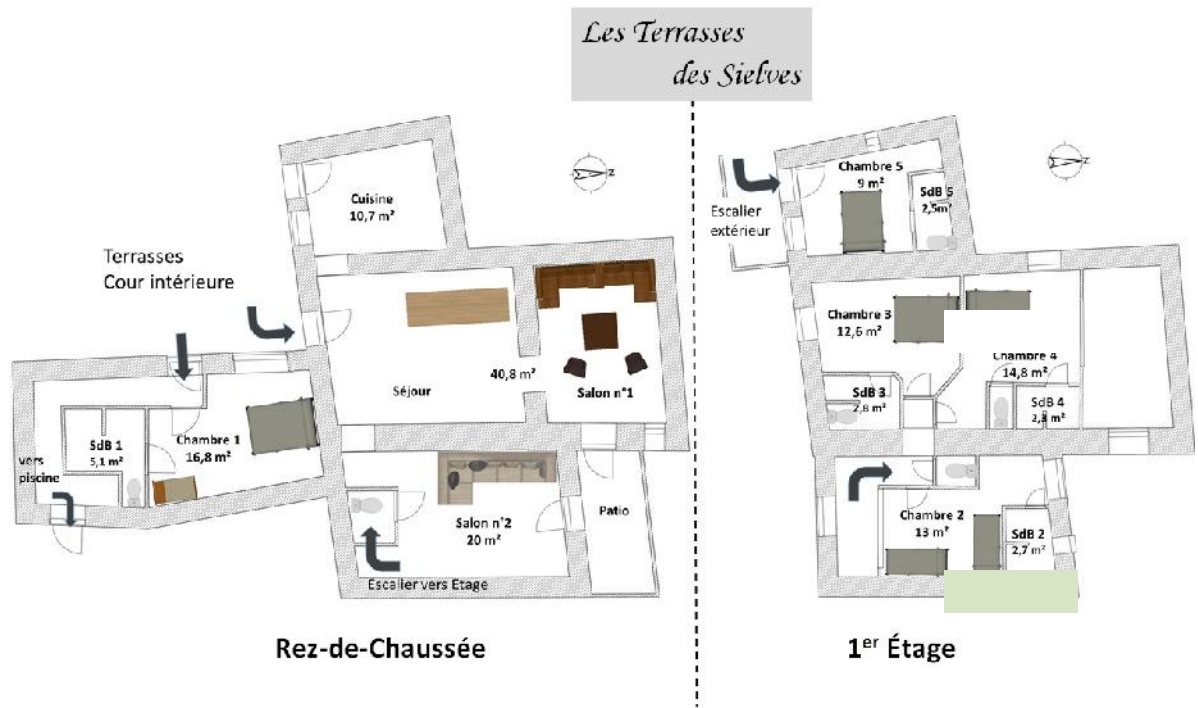 Les Terrasses
des Sielves
Cuisine
10,7 m²
Terrasses
Cour intérieure
Séjour
40,8 m²
Salon n°1
SdB 1
5,1 m²
Chambre 1
16,8 m²
vers
piscine
Salon n°2
20 m²
Patio
Escalier vers Etage
Rez-de-Chaussée
Chambre 5
9 m²
SdB 5
2,5m²
Escalier
extérieur
Chambre 3
12,6 m²
Chambre 4
14,8 m²
SdB 3
2,8 m²
SdB 4
2,3 m²
Chambre 2
13 m²
SdB 2
2,7 m²
1er Étage